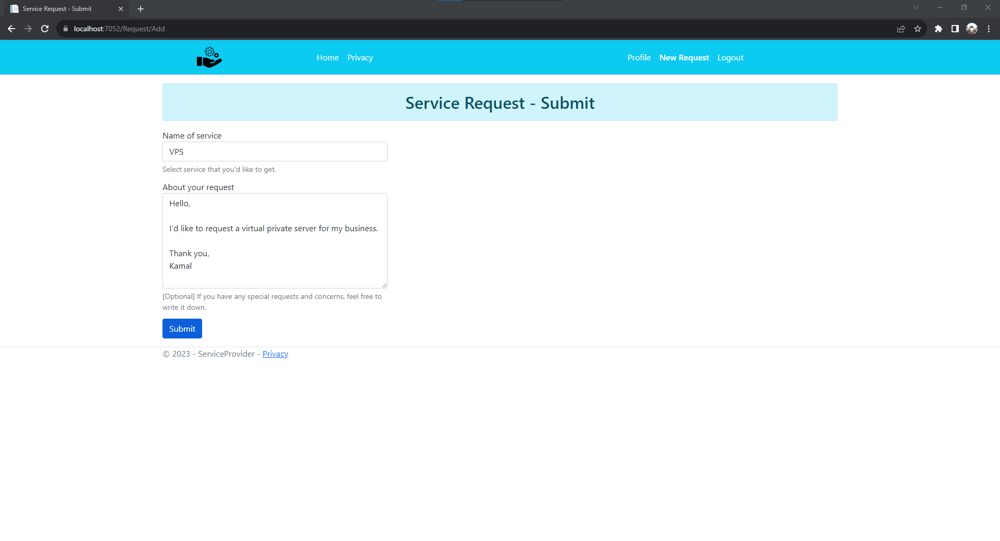 Service Request - Submit
localhost:7052/Request/Add
Home Privacy Profile New Request Logout
Service Request - Submit
Name of service
VPS
Select service that you'd like to get.
About your request
Hello,
I'd like to request a virtual private server for my business.
Thank you,
Kamal
[Optional] If you have any special requests and concerns, feel free to
write it down.
Submit
© 2023 - ServiceProvider - Privacy